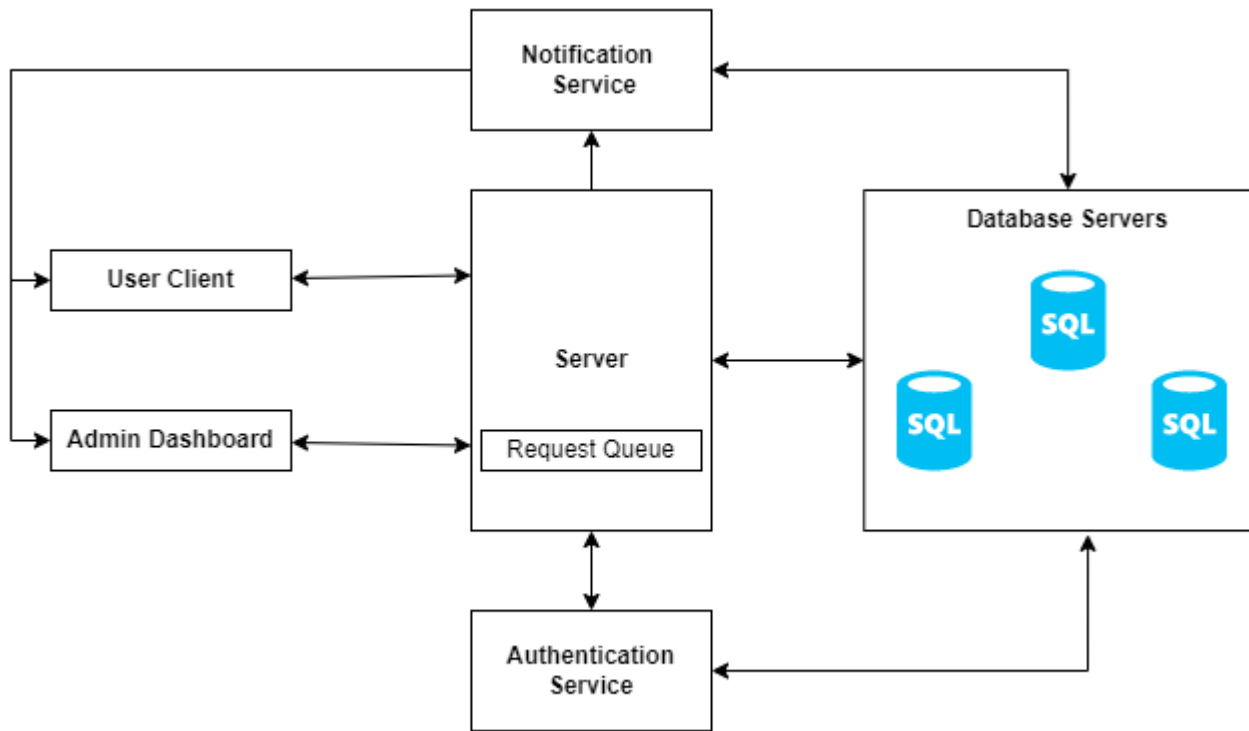 Notification
Service
Database Servers
User Client
SQL
Server
SQL
SQL
Admin Dashboard
Request Queue
Authentication
Service